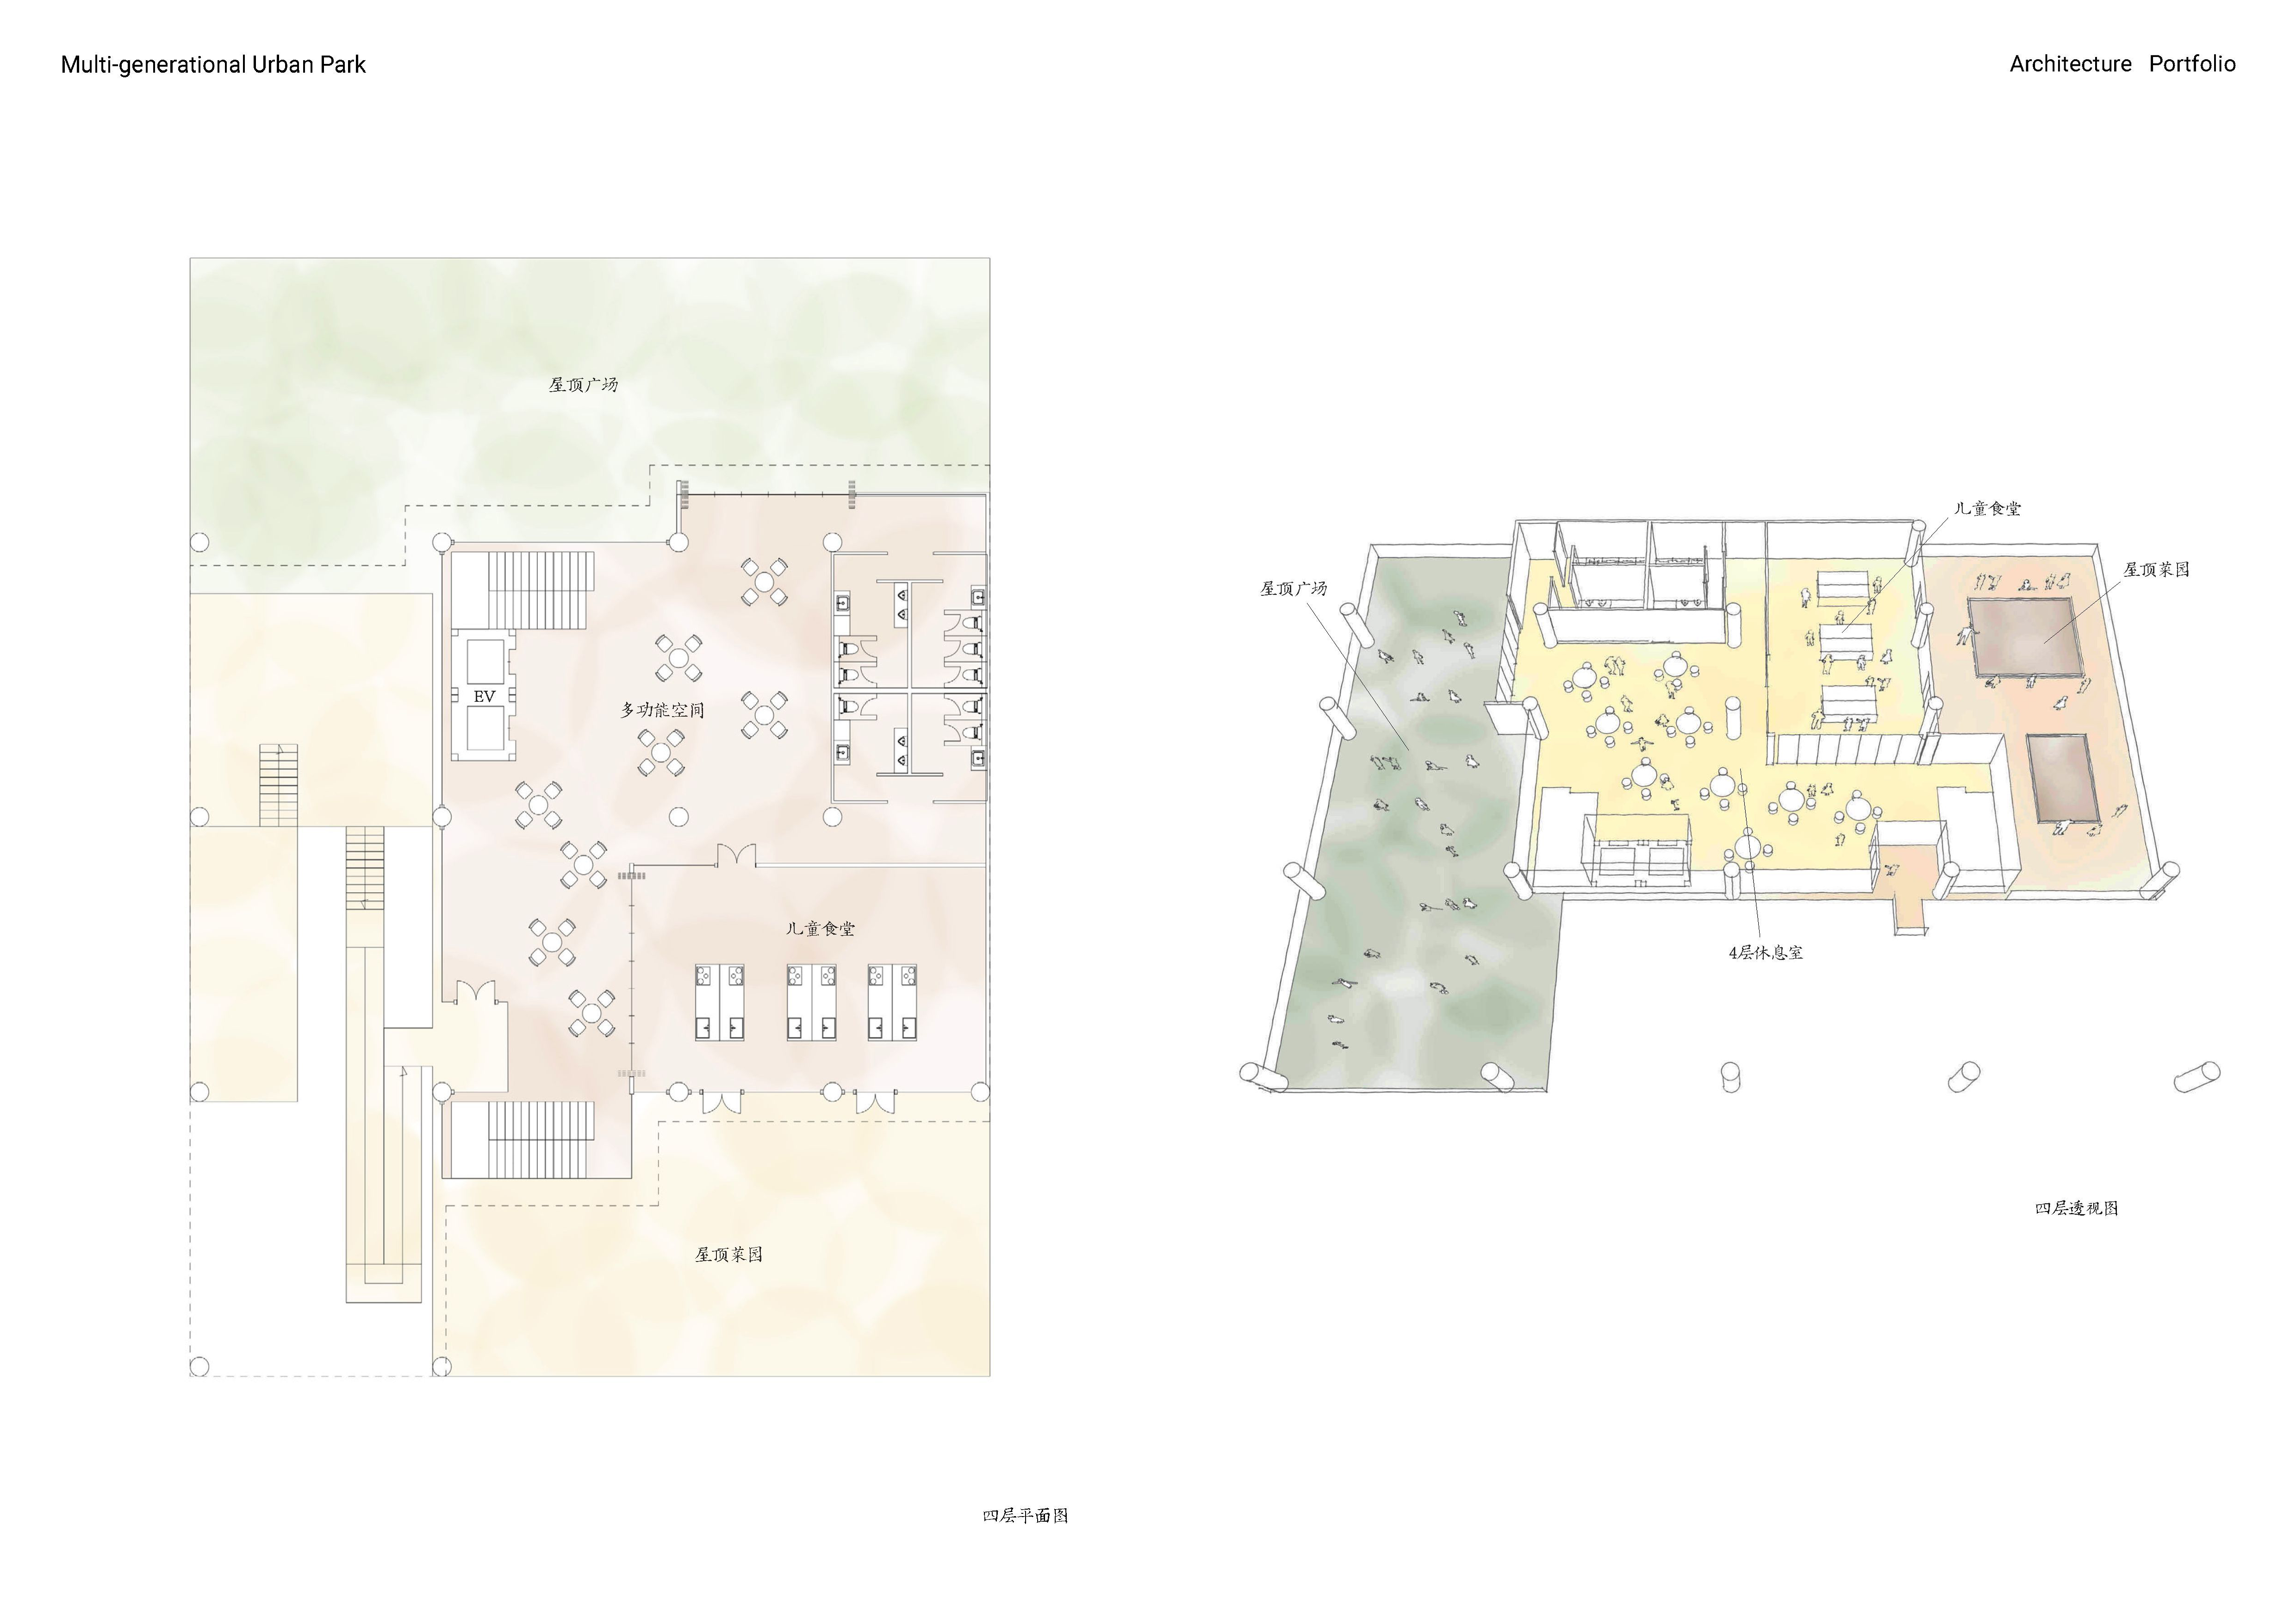 Multi-generational Urban Park
Architecture Portfolio
屋顶广场
EV
多功能空间
儿童食堂
屋顶菜园
四层平面图
儿童食堂
屋顶菜园
屋顶广场
4层休息室
四层透视图